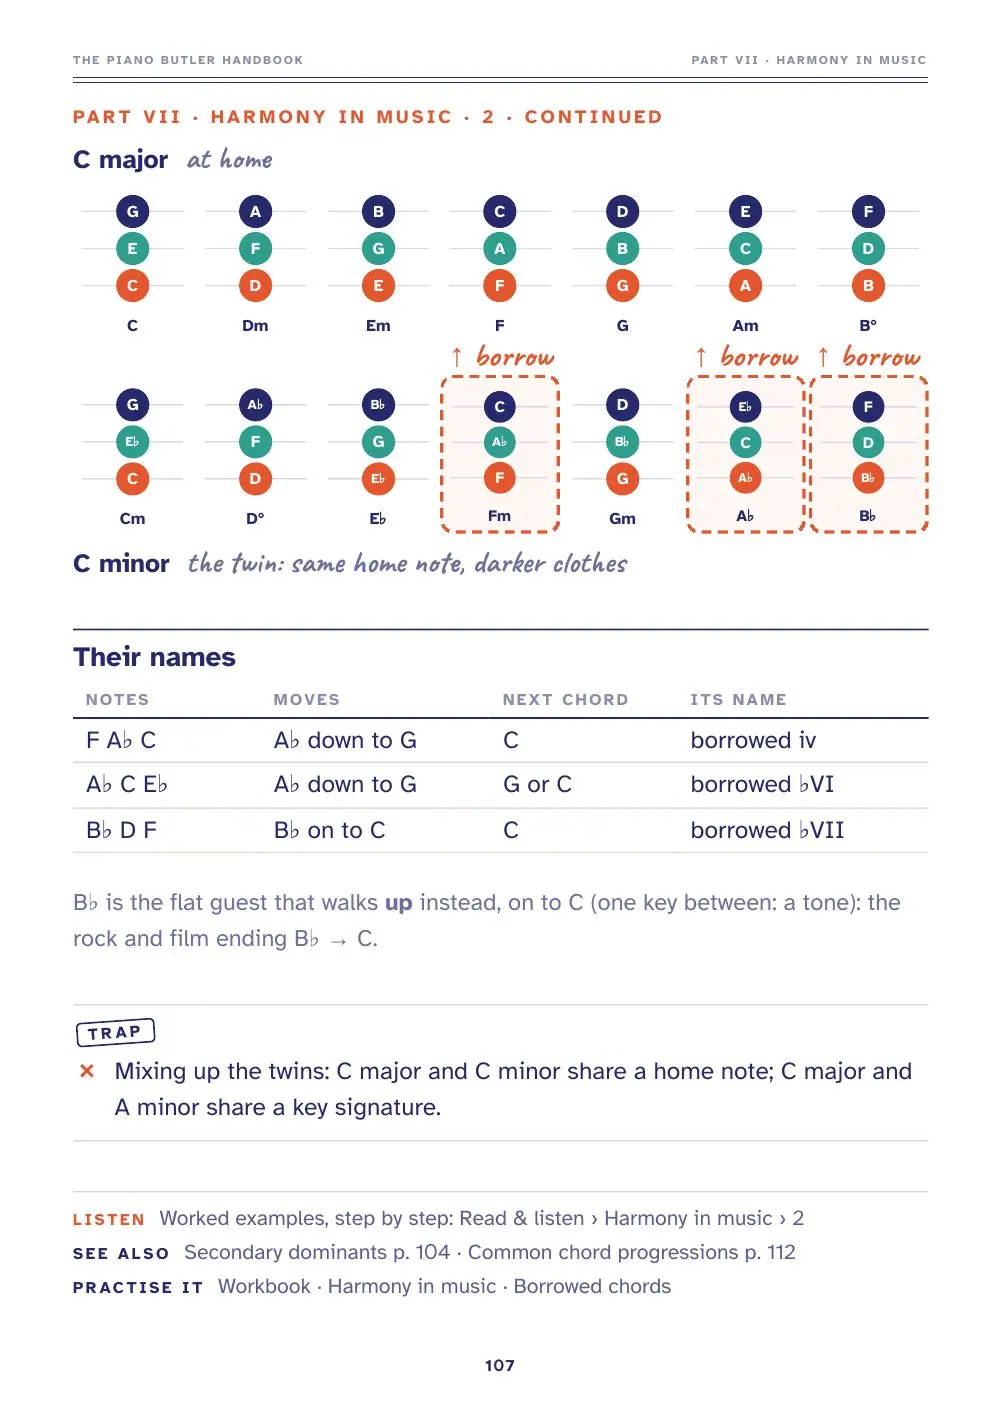 THE PIANO BUTLER HANDBOOK PART VII · HARMONY IN MUSIC
PART VII · HARMONY IN MUSIC · 2 · CONTINUED
C major at home
G A B C D E F
E F G A B C D
C D E F G A B
C Dm Em F G Am B°
↑ borrow ↑ borrow ↑ borrow
G A♭ B♭ C D E♭ F
E♭ F G A♭ B♭ C D
C D E♭ F G A♭ B♭
Cm D° E♭ Fm Gm A♭ B♭
C minor the twin: same home note, darker clothes
Their names
NOTES MOVES NEXT CHORD ITS NAME
F A♭ C A♭ down to G C borrowed iv
A♭ C E♭ A♭ down to G G or C borrowed ♭VI
B♭ D F B♭ on to C C borrowed ♭VII
B♭ is the flat guest that walks up instead, on to C (one key between: a tone): the
rock and film ending B♭ → C.
TRAP
× Mixing up the twins: C major and C minor share a home note; C major and
A minor share a key signature.
LISTEN Worked examples, step by step: Read & listen › Harmony in music › 2
SEE ALSO Secondary dominants p. 104 · Common chord progressions p. 112
PRACTISE IT Workbook · Harmony in music · Borrowed chords
107